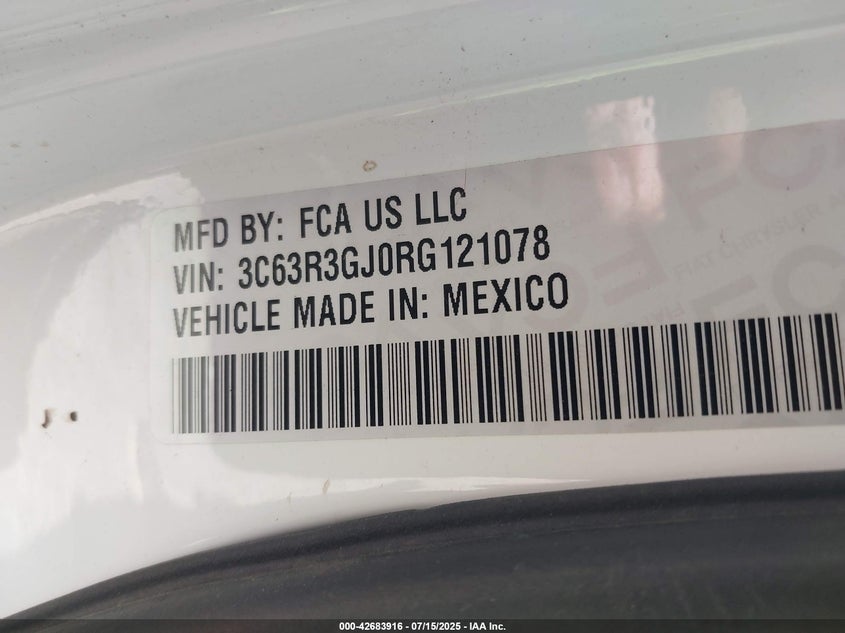 MFD BY: FCA US LLC
VIN: 3C63R3GJ0RG121078
VEHICLE MADE IN: MEXICO
000-42683916 - 07/15/2025 - IAA Inc.